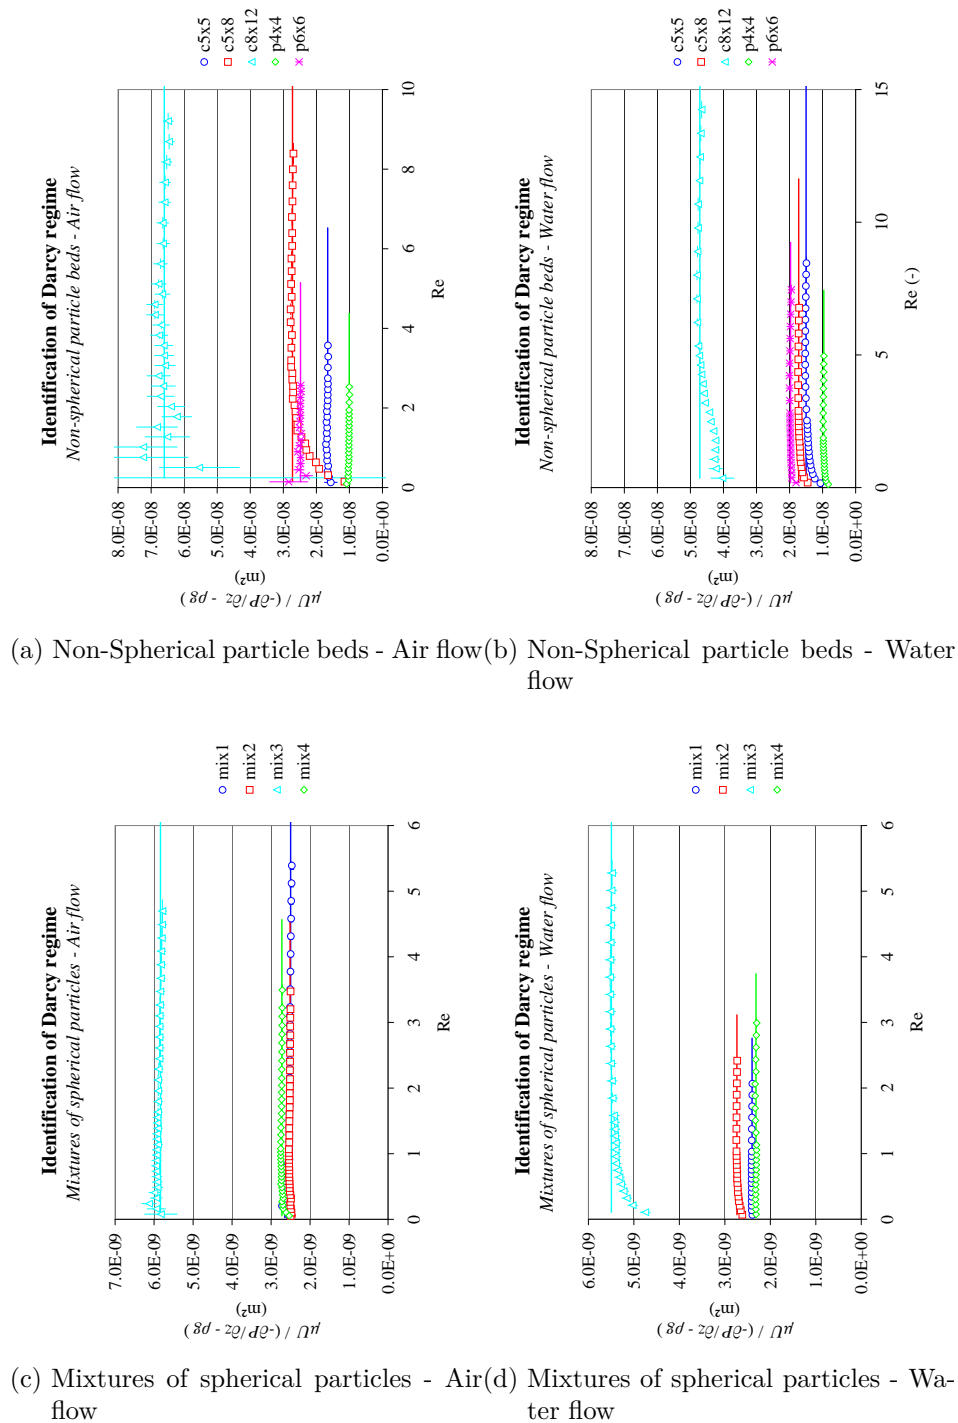 Identification of Darcy regime
Non-spherical particle beds - Air flow
8.0E-08
7.0E-08
6.0E-08
5.0E-08
4.0E-08
3.0E-08
2.0E-08
1.0E-08
0.0E+00
μU / (-∂P/∂z - ρg )
(m²)
0
2
4
6
8
10
Re
c5x5
c5x8
c8x12
p4x4
p6x6
Identification of Darcy regime
Non-spherical particle beds - Water flow
8.0E-08
7.0E-08
6.0E-08
5.0E-08
4.0E-08
3.0E-08
2.0E-08
1.0E-08
0.0E+00
μU / (-∂P/∂z - ρg )
(m²)
0
5
10
15
Re (-)
c5x5
c5x8
c8x12
p4x4
p6x6
(a) Non-Spherical particle beds - Air flow
(b) Non-Spherical particle beds - Water
flow
Identification of Darcy regime
Mixtures of spherical particles - Air flow
7.0E-09
6.0E-09
5.0E-09
4.0E-09
3.0E-09
2.0E-09
1.0E-09
0.0E+00
μU / (-∂P/∂z - ρg )
(m²)
0
1
2
3
4
5
6
Re
mix1
mix2
mix3
mix4
Identification of Darcy regime
Mixtures of spherical particles - Water flow
6.0E-09
5.0E-09
4.0E-09
3.0E-09
2.0E-09
1.0E-09
0.0E+00
μU / (-∂P/∂z - ρg )
(m²)
0
1
2
3
4
5
6
Re
mix1
mix2
mix3
mix4
(c) Mixtures of spherical particles - Air
flow
(d) Mixtures of spherical particles - Wa-
ter flow